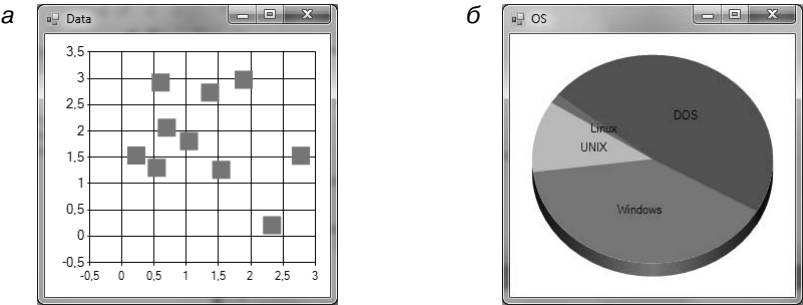 а
Data
3,5
3
2,5
2
1,5
1
0,5
0
-0,5
-0,5 0 0,5 1 1,5 2 2,5 3
б
OS
DOS
Linux
UNIX
Windows